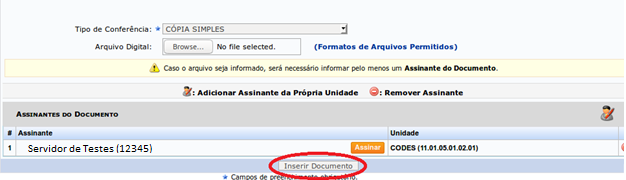 Tipo de Conferência: ★ CÓPIA SIMPLES
Arquivo Digital: Browse... No file selected. (Formatos de Arquivos Permitidos)
Caso o arquivo seja informado, será necessário informar pelo menos um Assinante do Documento.
: Adicionar Assinante da Própria Unidade : Remover Assinante
Assinantes do Documento
# Assinante Unidade
1 Servidor de Testes (12345) Assinar CODES (11.01.05.01.02.01)
Inserir Documento
★ Campos de preenchimento obrigatório.